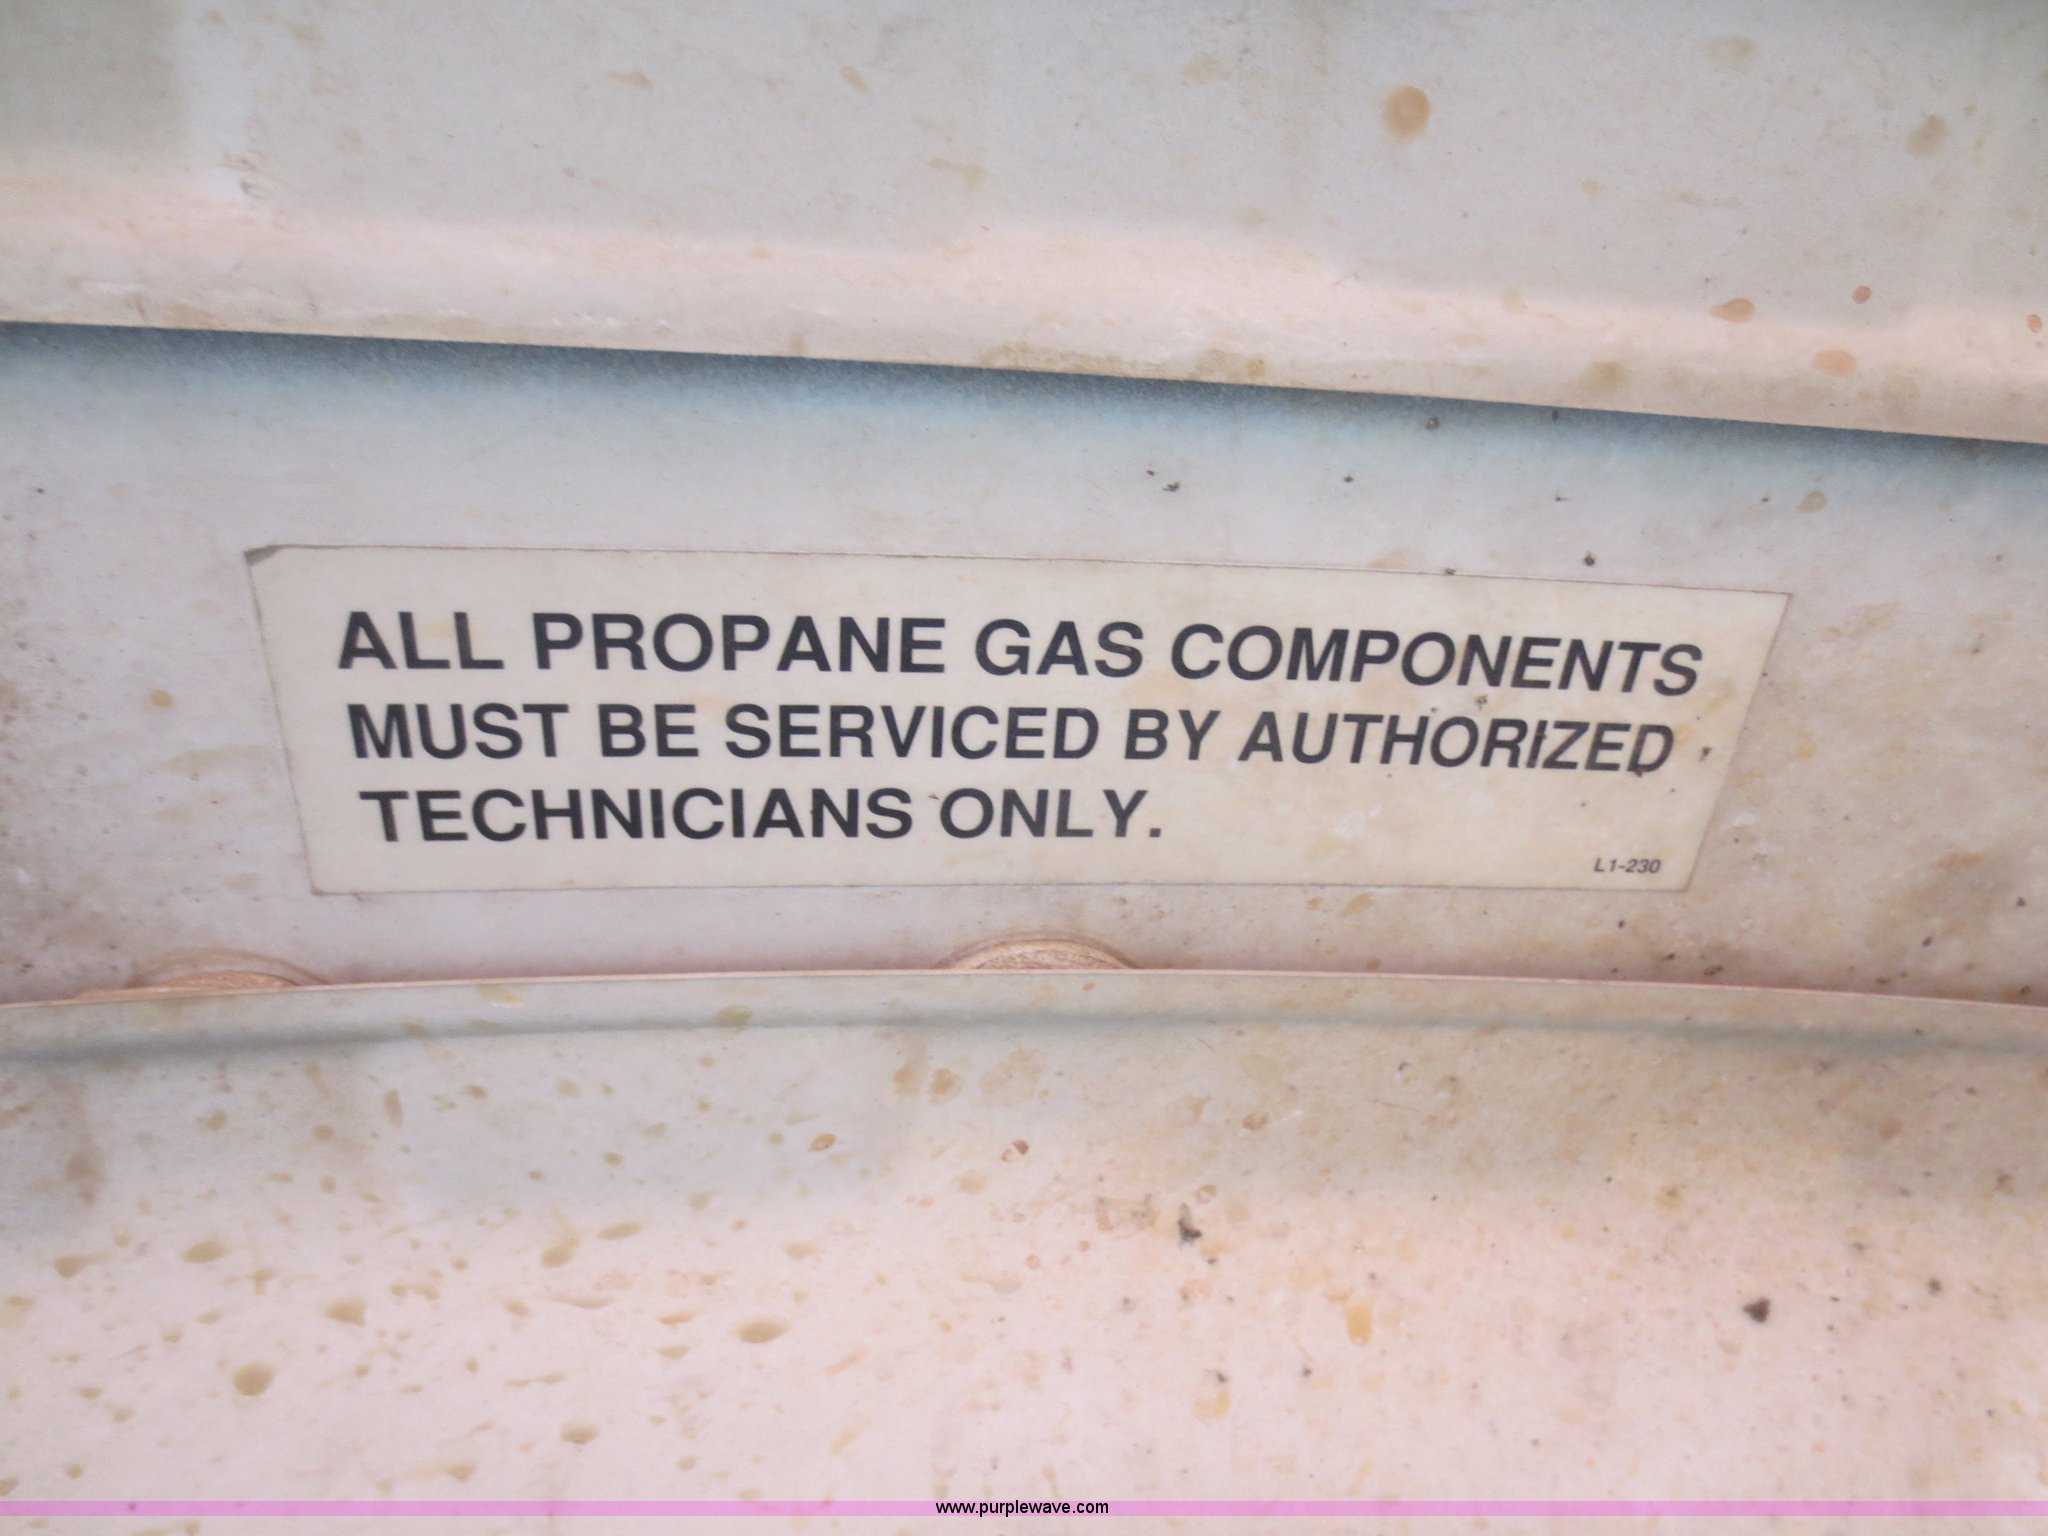 ALL PROPANE GAS COMPONENTS
MUST BE SERVICED BY AUTHORIZED
TECHNICIANS ONLY.
L1-230
www.purplewave.com